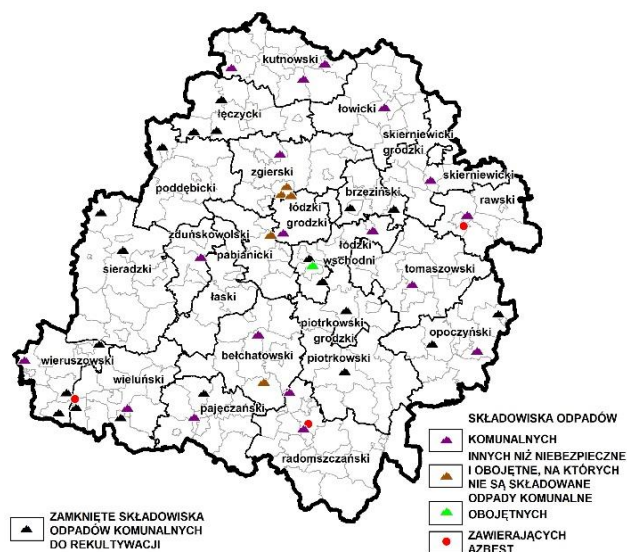 kutnowski
łęczycki
łowicki
skierniewicki
grodzki
skierniewicki
zgierski
poddębicki
brzeziński
rawski
łódzki
grodzki
zduńskowolski
pabianicki
łódzki
wschodni
sieradzki
tomaszowski
łaski
piotrkowski
grodzki
opoczyński
wieruszowski
bełchatowski
piotrkowski
wieluński
pajęczański
radomszczański
SKŁADOWISKA ODPADÓW
KOMUNALNYCH
INNYCH NIŻ NIEBEZPIECZNE
I OBOJĘTNE, NA KTÓRYCH
NIE SĄ SKŁADOWANE
ODPADY KOMUNALNE
OBOJĘTNYCH
ZAWIERAJĄCYCH
AZBEST
ZAMKNIĘTE SKŁADOWISKA
ODPADÓW KOMUNALNYCH
DO REKULTYWACJI